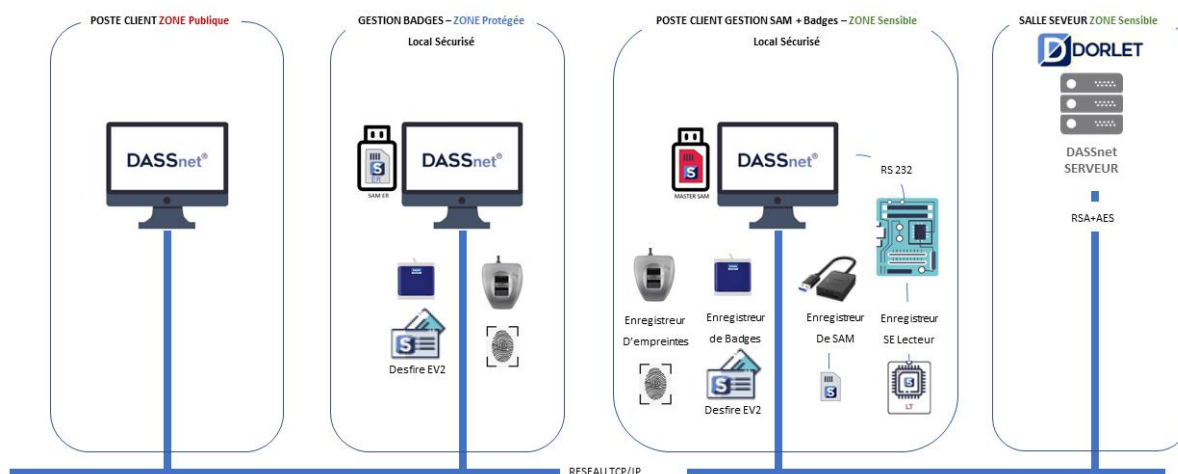 POSTE CLIENT ZONE Publique
DASSnet®
GESTION BADGES – ZONE Protégée
Local Sécurisé
SAM ER
DASSnet®
Desfire EV2
POSTE CLIENT GESTION SAM + Badges – ZONE Sensible
Local Sécurisé
MASTER SAM
DASSnet®
RS 232
Enregistreur
D'empreintes
Enregistreur
de Badges
Desfire EV2
Enregistreur
De SAM
Enregistreur
SE Lecteur
LT
SALLE SEVEUR ZONE Sensible
DORLET
DASSnet
SERVEUR
RSA+AES
RESEAU TCP/IP